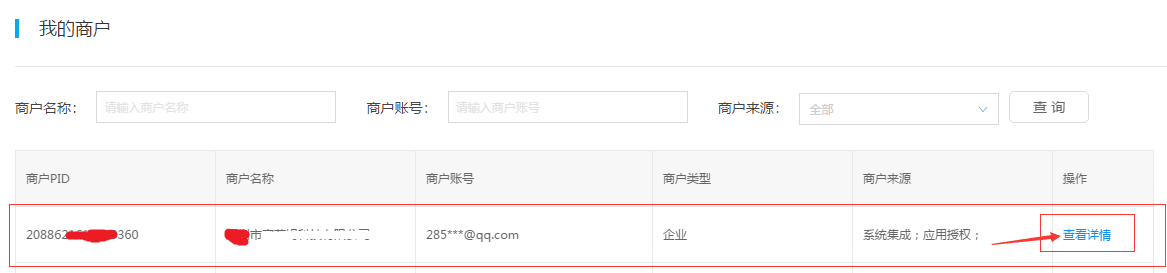 我的商户
商户名称： 请输入商户名称 商户账号： 请输入商户账号 商户来源： 全部 查 询
商户PID 商户名称 商户账号 商户类型 商户来源 操作
208862 360 市 285***@qq.com 企业 系统集成；应用授权； 查看详情